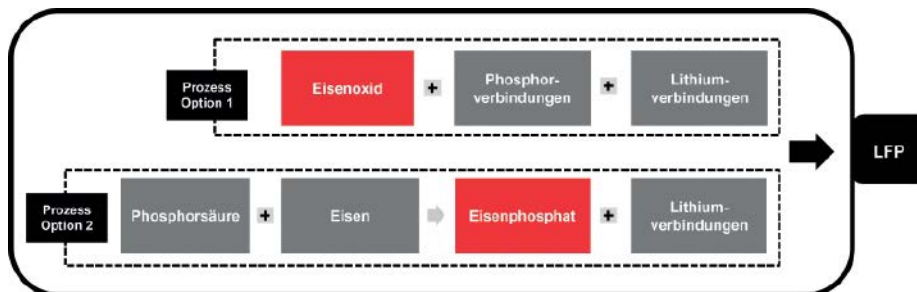 Prozess
Option 1
Eisenoxid
+
Phosphor-
verbindungen
+
Lithium-
verbindungen
LFP
Prozess
Option 2
Phosphorsäure
+
Eisen
Eisenphosphat
+
Lithium-
verbindungen